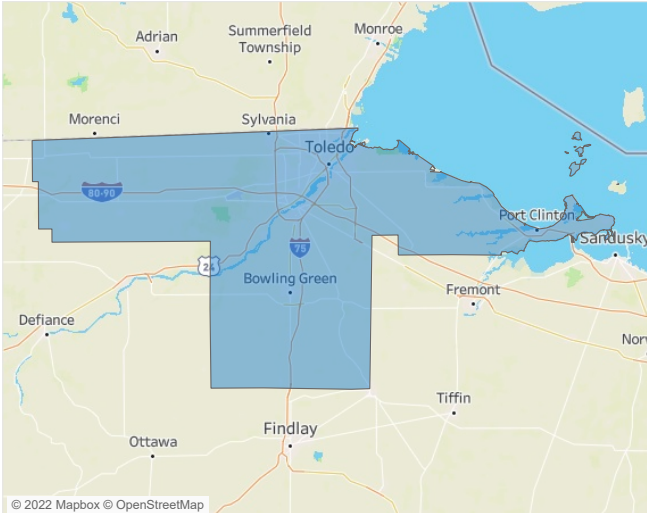 Adrian
Summerfield
Township
Monroe
Morenci
Sylvania
Toledo
80-90
Port Clinton
Sandusky
75
24
Bowling Green
Fremont
Defiance
Nor
Tiffin
Findlay
Ottawa
© 2022 Mapbox © OpenStreetMap